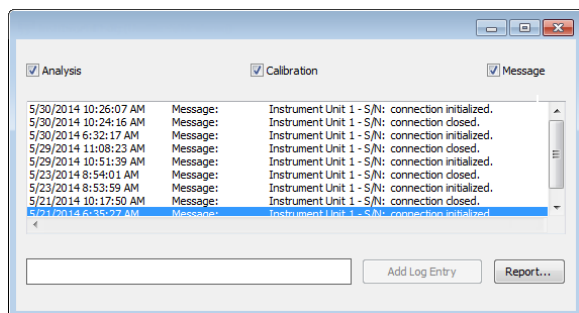 Analysis Calibration Message
5/30/2014 10:26:07 AM Message: Instrument Unit 1 - S/N: connection initialized.
5/30/2014 10:24:16 AM Message: Instrument Unit 1 - S/N: connection closed.
5/30/2014 6:32:17 AM Message: Instrument Unit 1 - S/N: connection initialized.
5/29/2014 11:08:23 AM Message: Instrument Unit 1 - S/N: connection closed.
5/29/2014 10:51:39 AM Message: Instrument Unit 1 - S/N: connection initialized.
5/23/2014 8:54:01 AM Message: Instrument Unit 1 - S/N: connection closed.
5/23/2014 8:53:59 AM Message: Instrument Unit 1 - S/N: connection initialized.
5/21/2014 10:17:50 AM Message: Instrument Unit 1 - S/N: connection closed.
5/21/2014 6:35:27 AM Message: Instrument Unit 1 - S/N: connection initialized.
Add Log Entry Report...